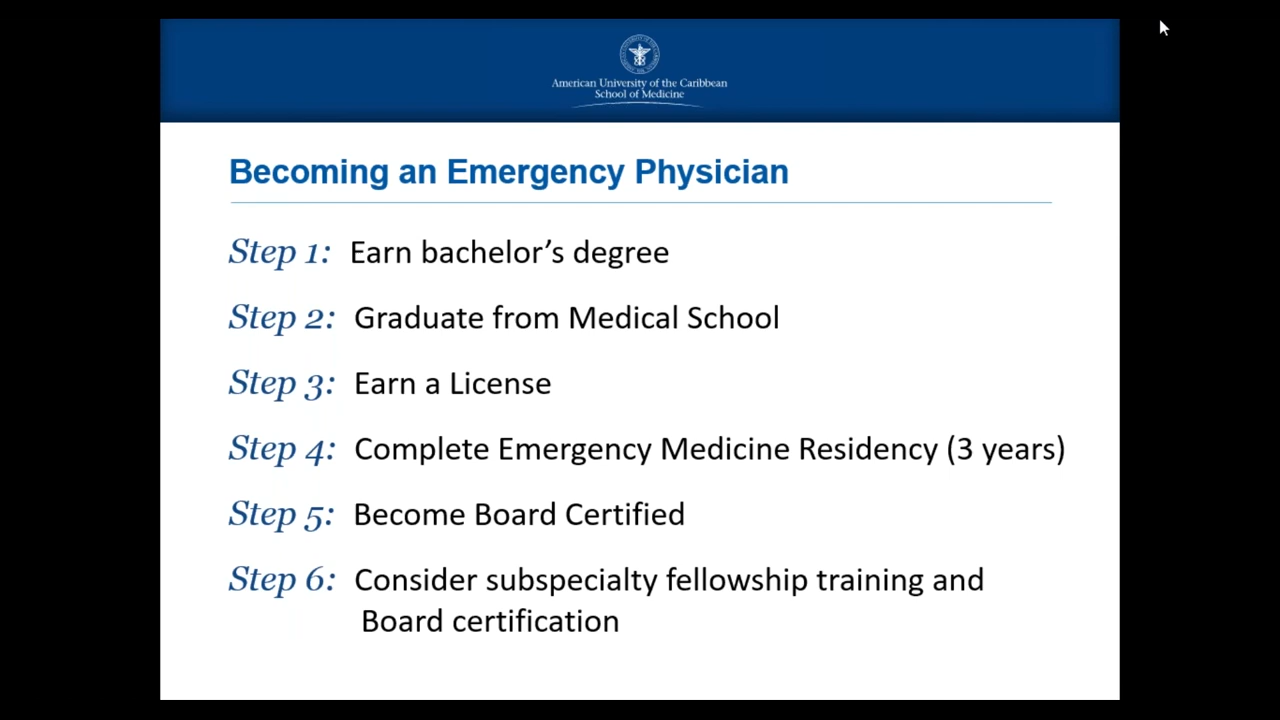 American University of the Caribbean
School of Medicine
Becoming an Emergency Physician
Step 1: Earn bachelor’s degree
Step 2: Graduate from Medical School
Step 3: Earn a License
Step 4: Complete Emergency Medicine Residency (3 years)
Step 5: Become Board Certified
Step 6: Consider subspecialty fellowship training and
Board certification